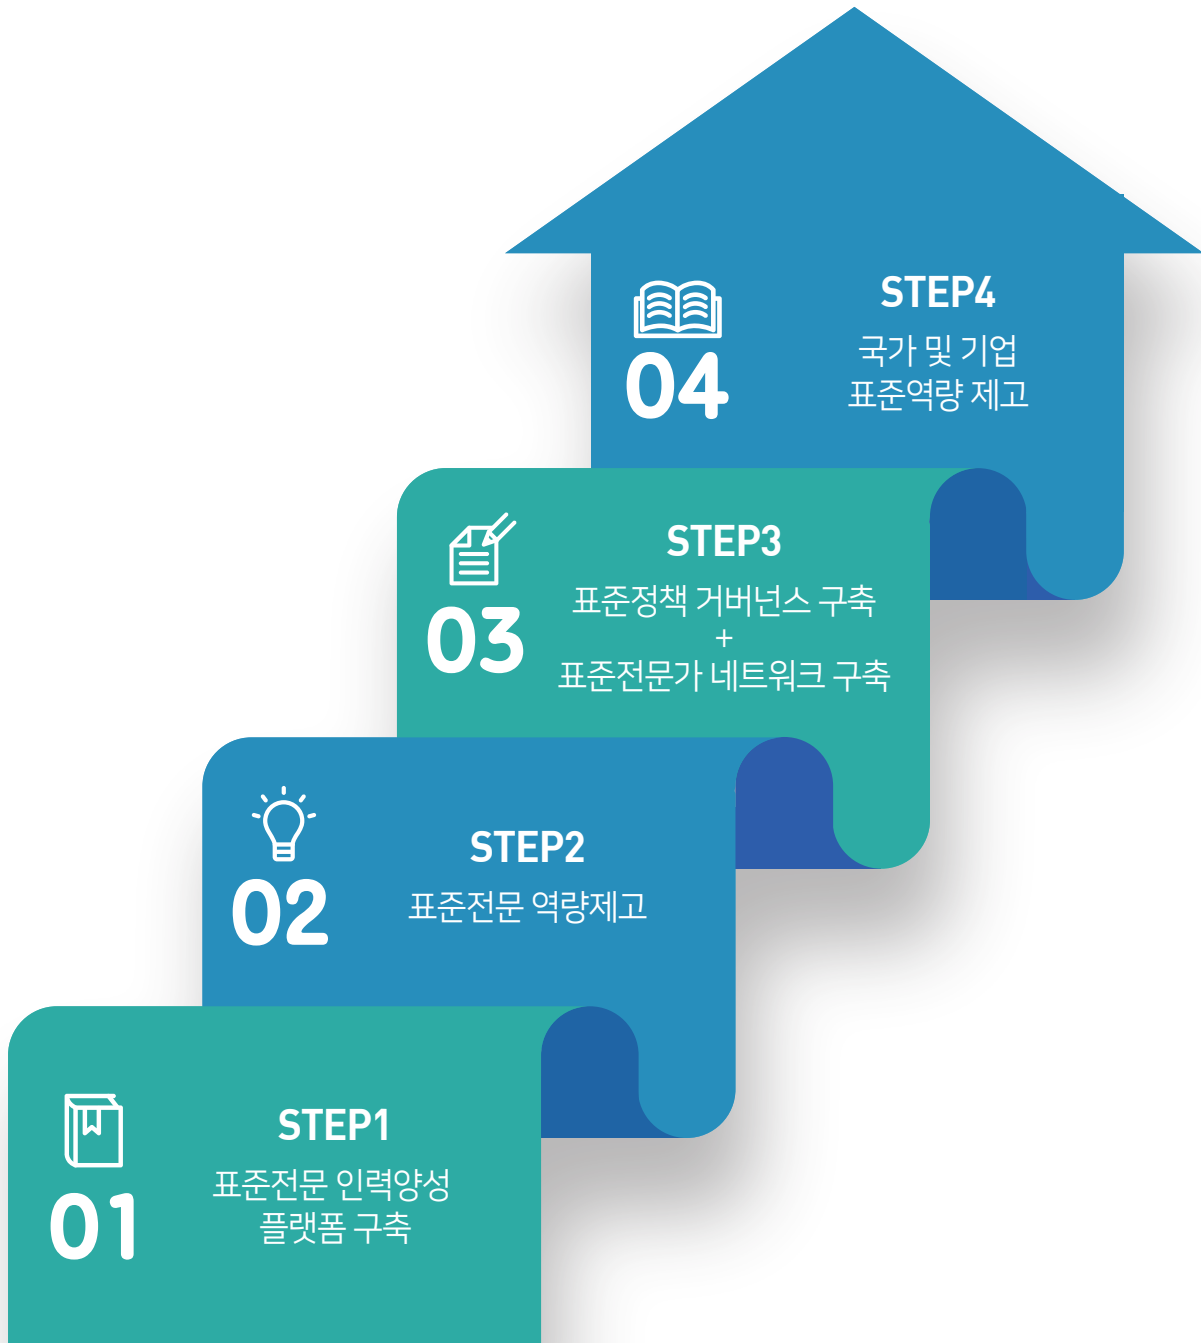 STEP4
국가 및 기업
표준역량 제고
04
STEP3
표준정책 거버넌스 구축
+
표준전문가 네트워크 구축
03
STEP2
표준전문 역량제고
02
STEP1
표준전문 인력양성
플랫폼 구축
01